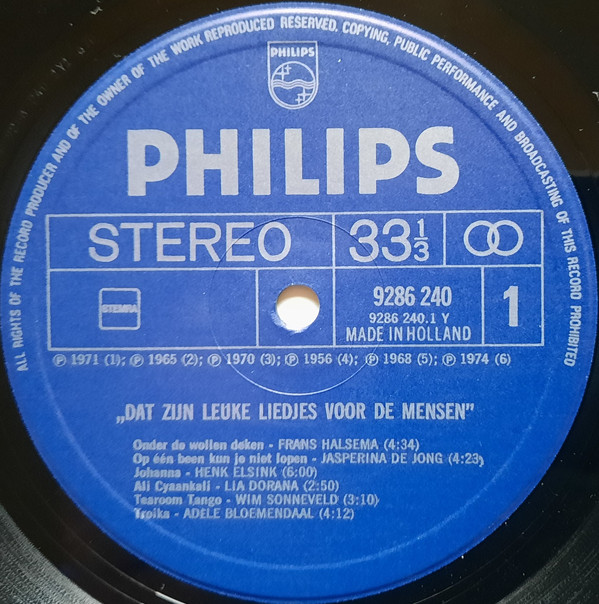 ALL RIGHTS OF THE RECORD PRODUCER AND OF THE OWNER OF THE WORK REPRODUCED RESERVED. COPYING, PUBLIC PERFORMANCE AND BROADCASTING OF THIS RECORD PROHIBITED
PHILIPS
PHILIPS
STEREO
33⅓
STEMRA
9286 240
9286 240.1 Y
MADE IN HOLLAND
1
Ⓟ 1971 (1); Ⓟ 1965 (2); Ⓟ 1970 (3); Ⓟ 1956 (4); Ⓟ 1968 (5); Ⓟ 1974 (6)
„DAT ZIJN LEUKE LIEDJES VOOR DE MENSEN”
Onder de wollen deken - FRANS HALSEMA (4:34)
Op één been kun je niet lopen - JASPERINA DE JONG (4:23)
Johanna - HENK ELSINK (6:00)
Ali Cyaankali - LIA DORANA (2:50)
Tearoom Tango - WIM SONNEVELD (3:10)
Troika - ADELE BLOEMENDAAL (4:12)